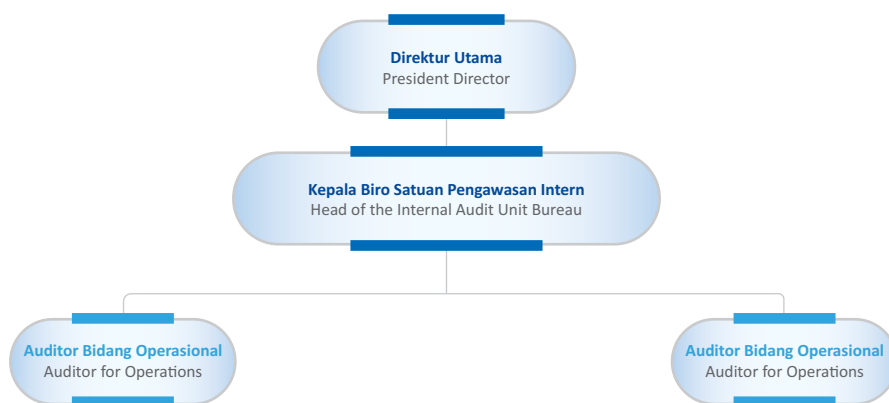 Direktur Utama
President Director
Kepala Biro Satuan Pengawasan Intern
Head of the Internal Audit Unit Bureau
Auditor Bidang Operasional
Auditor for Operations
Auditor Bidang Operasional
Auditor for Operations